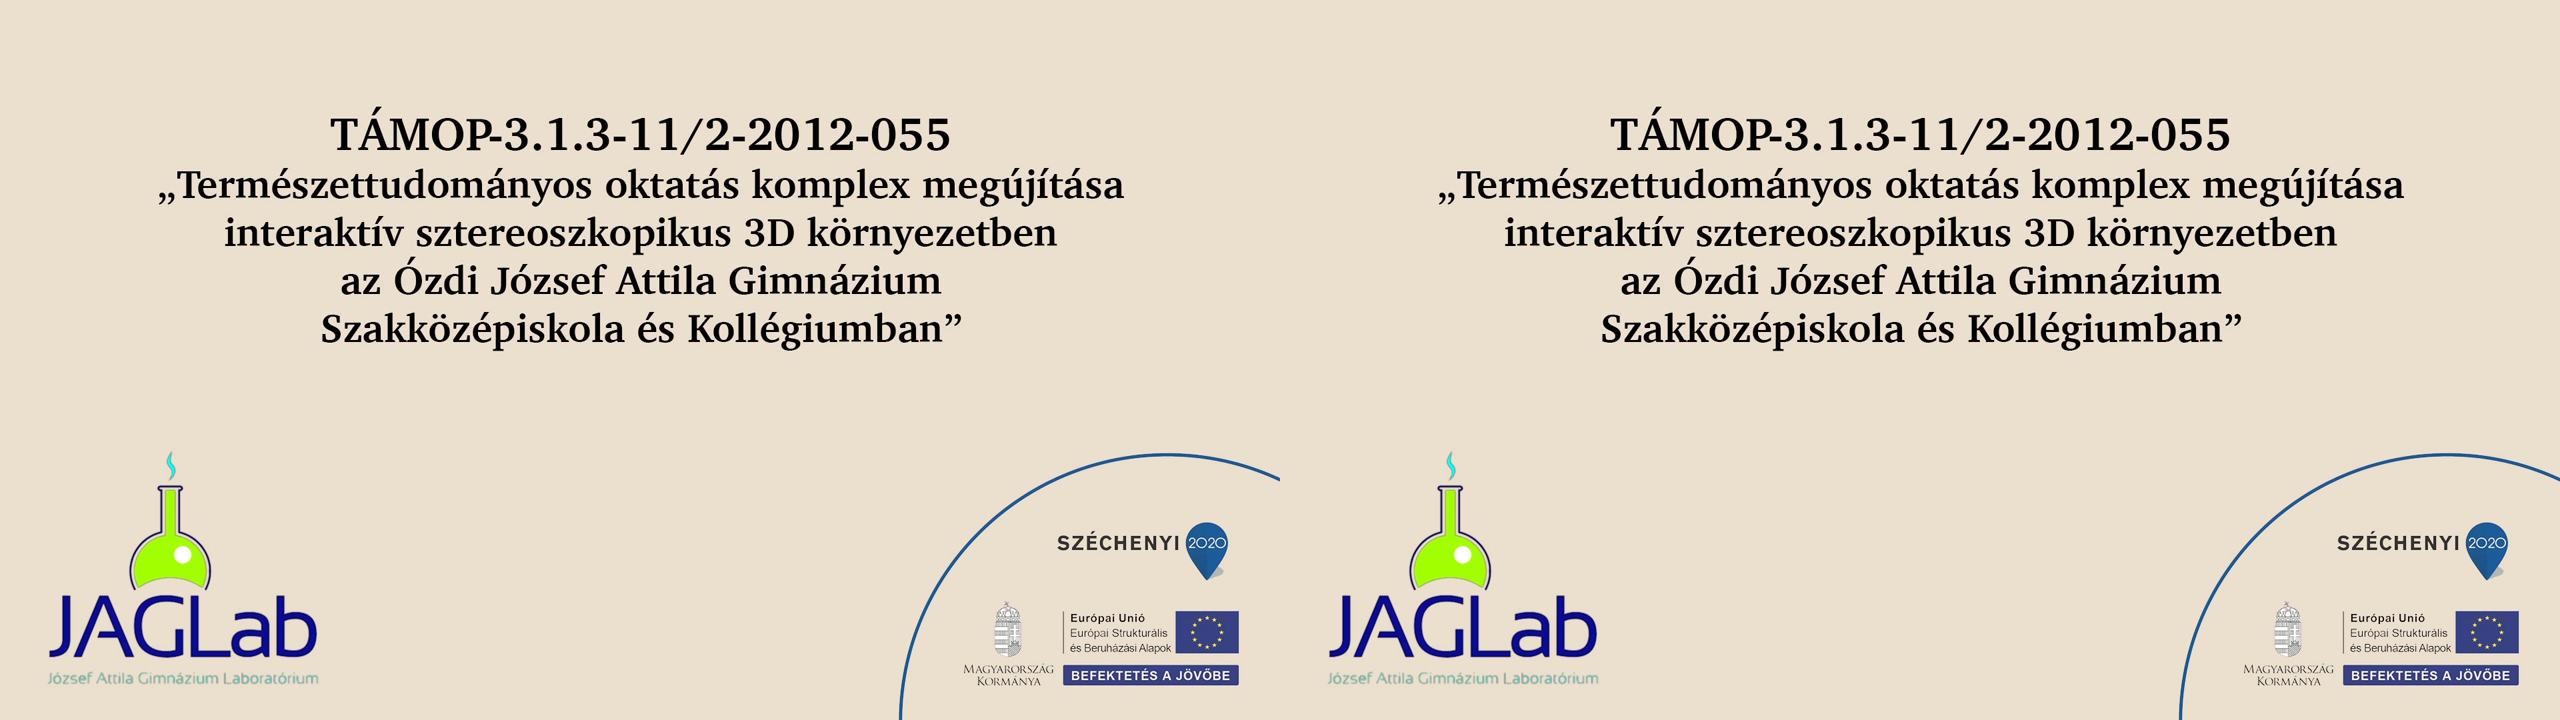 TÁMOP-3.1.3-11/2-2012-055
„Természettudományos oktatás komplex megújítása
interaktív sztereoszkopikus 3D környezetben
az Ózdi József Attila Gimnázium
Szakközépiskola és Kollégiumban”
JAGLab
József Attila Gimnázium Laboratórium
SZÉCHENYI 2020
MAGYARORSZÁG
KORMÁNYA
Európai Unió
Európai Strukturális
és Beruházási Alapok
BEFEKTETÉS A JÖVŐBE
TÁMOP-3.1.3-11/2-2012-055
„Természettudományos oktatás komplex megújítása
interaktív sztereoszkopikus 3D környezetben
az Ózdi József Attila Gimnázium
Szakközépiskola és Kollégiumban”
JAGLab
József Attila Gimnázium Laboratórium
SZÉCHENYI 2020
MAGYARORSZÁG
KORMÁNYA
Európai Unió
Európai Strukturális
és Beruházási Alapok
BEFEKTETÉS A JÖVŐBE